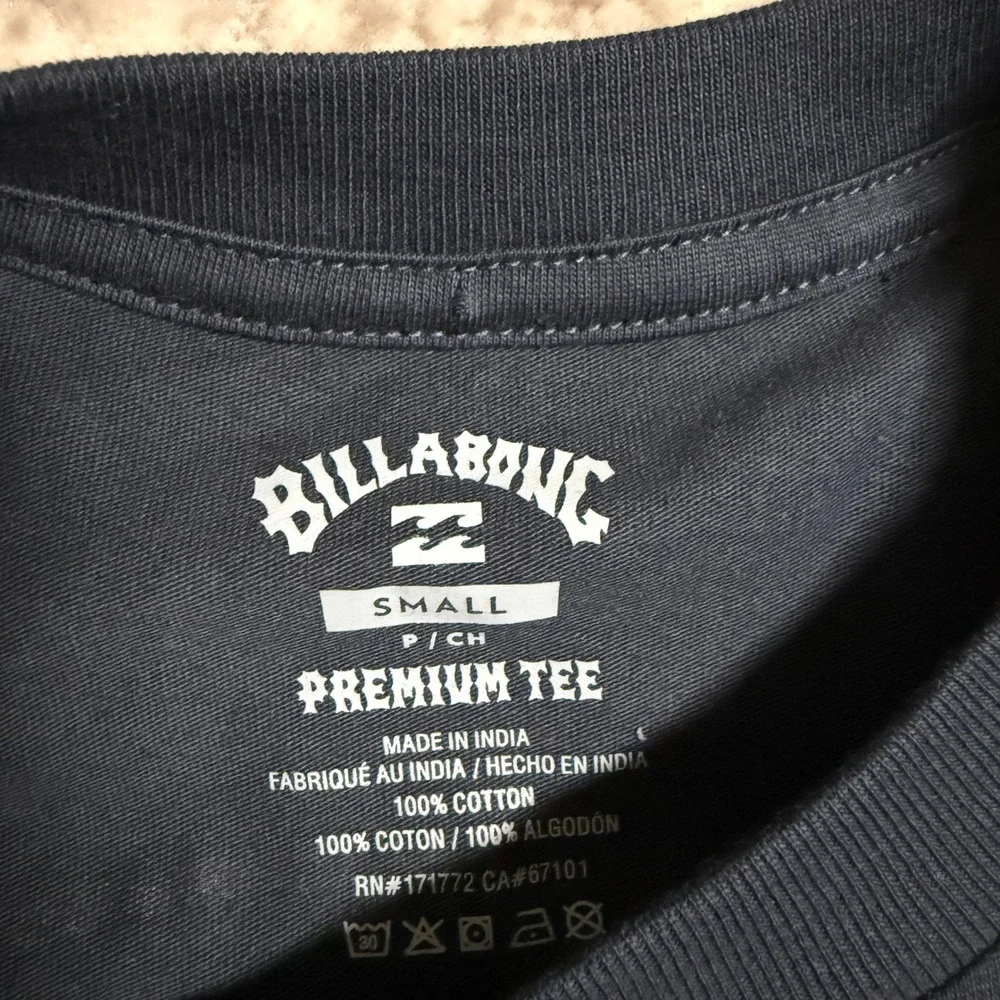 BILLABONG
SMALL
P / CH
PREMIUM TEE
MADE IN INDIA
FABRIQUÉ AU INDIA / HECHO EN INDIA
100% COTTON
100% COTON / 100% ALGODÓN
RN#171772 CA#67101
30